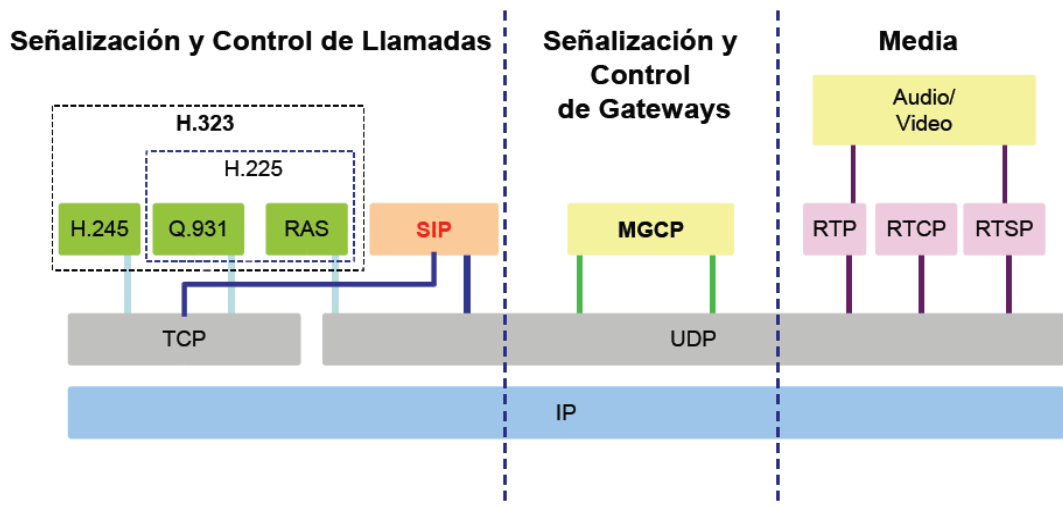 Señalización y Control de Llamadas
Señalización y
Control
de Gateways
Media
Audio/
Video
H.323
H.225
H.245
Q.931
RAS
SIP
MGCP
RTP
RTCP
RTSP
TCP
UDP
IP